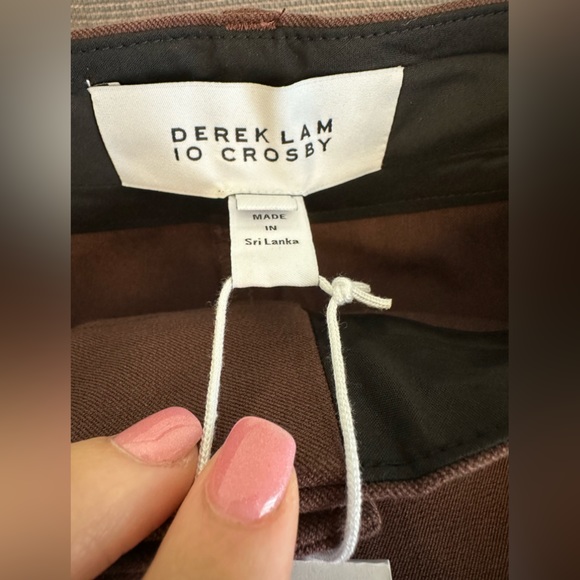 DEREK LAM
10 CROSBY
MADE
IN
Sri Lanka